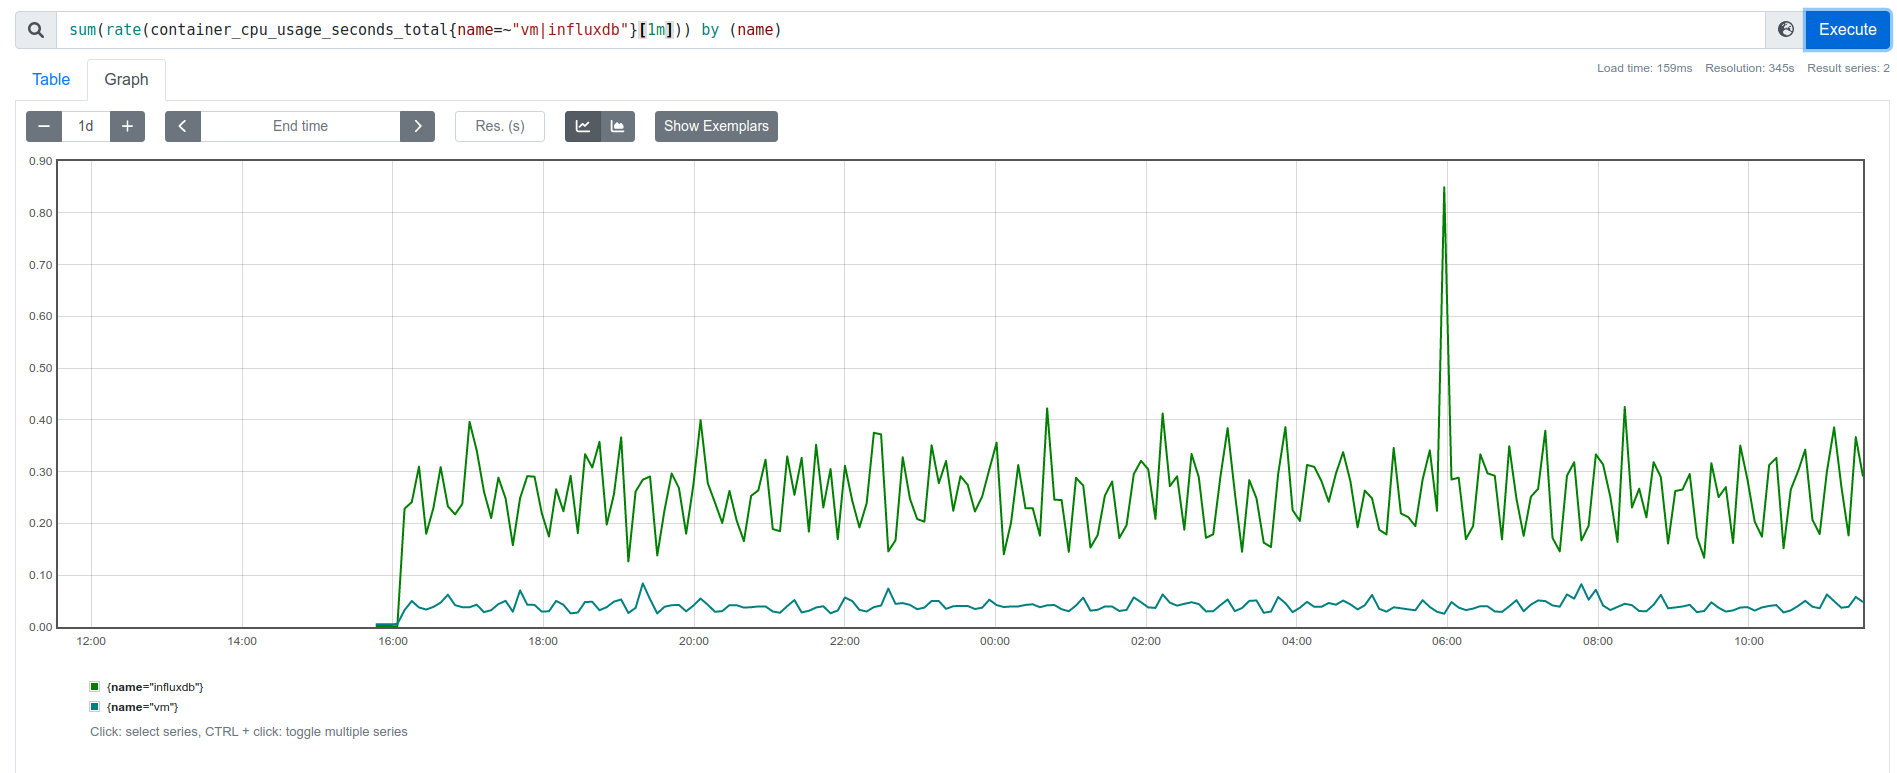 sum(rate(container_cpu_usage_seconds_total{name=~"vm|influxdb"}[1m])) by (name)
Execute
Table
Graph
Load time: 159ms Resolution: 345s Result series: 2
1d
End time
Res. (s)
Show Exemplars
0.90
0.80
0.70
0.60
0.50
0.40
0.30
0.20
0.10
0.00
12:00 14:00 16:00 18:00 20:00 22:00 00:00 02:00 04:00 06:00 08:00 10:00
{name="influxdb"}
{name="vm"}
Click: select series, CTRL + click: toggle multiple series